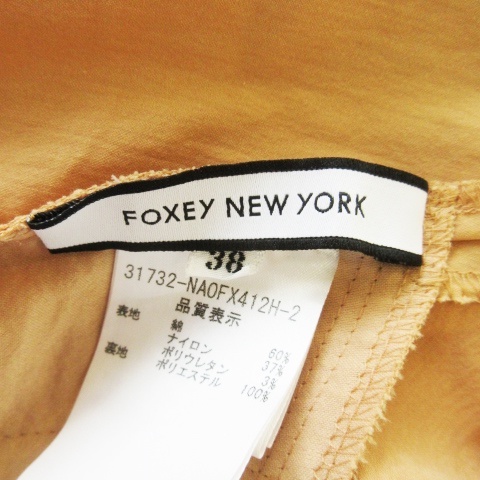 FOXEY NEW YORK
38
31732-NAOFX412H-2
品質表示
表地 綿 60%
ナイロン 37%
ポリウレタン 3%
裏地 ポリエステル 100%